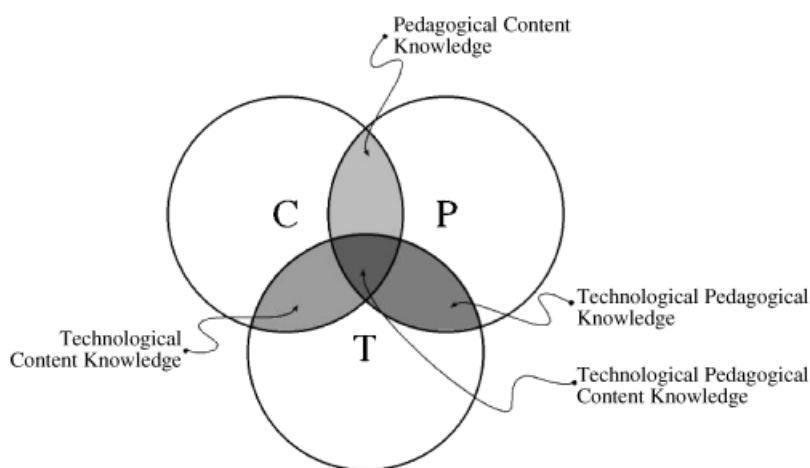 Pedagogical Content
Knowledge
C
P
Technological Pedagogical
Knowledge
Technological
Content Knowledge
T
Technological Pedagogical
Content Knowledge